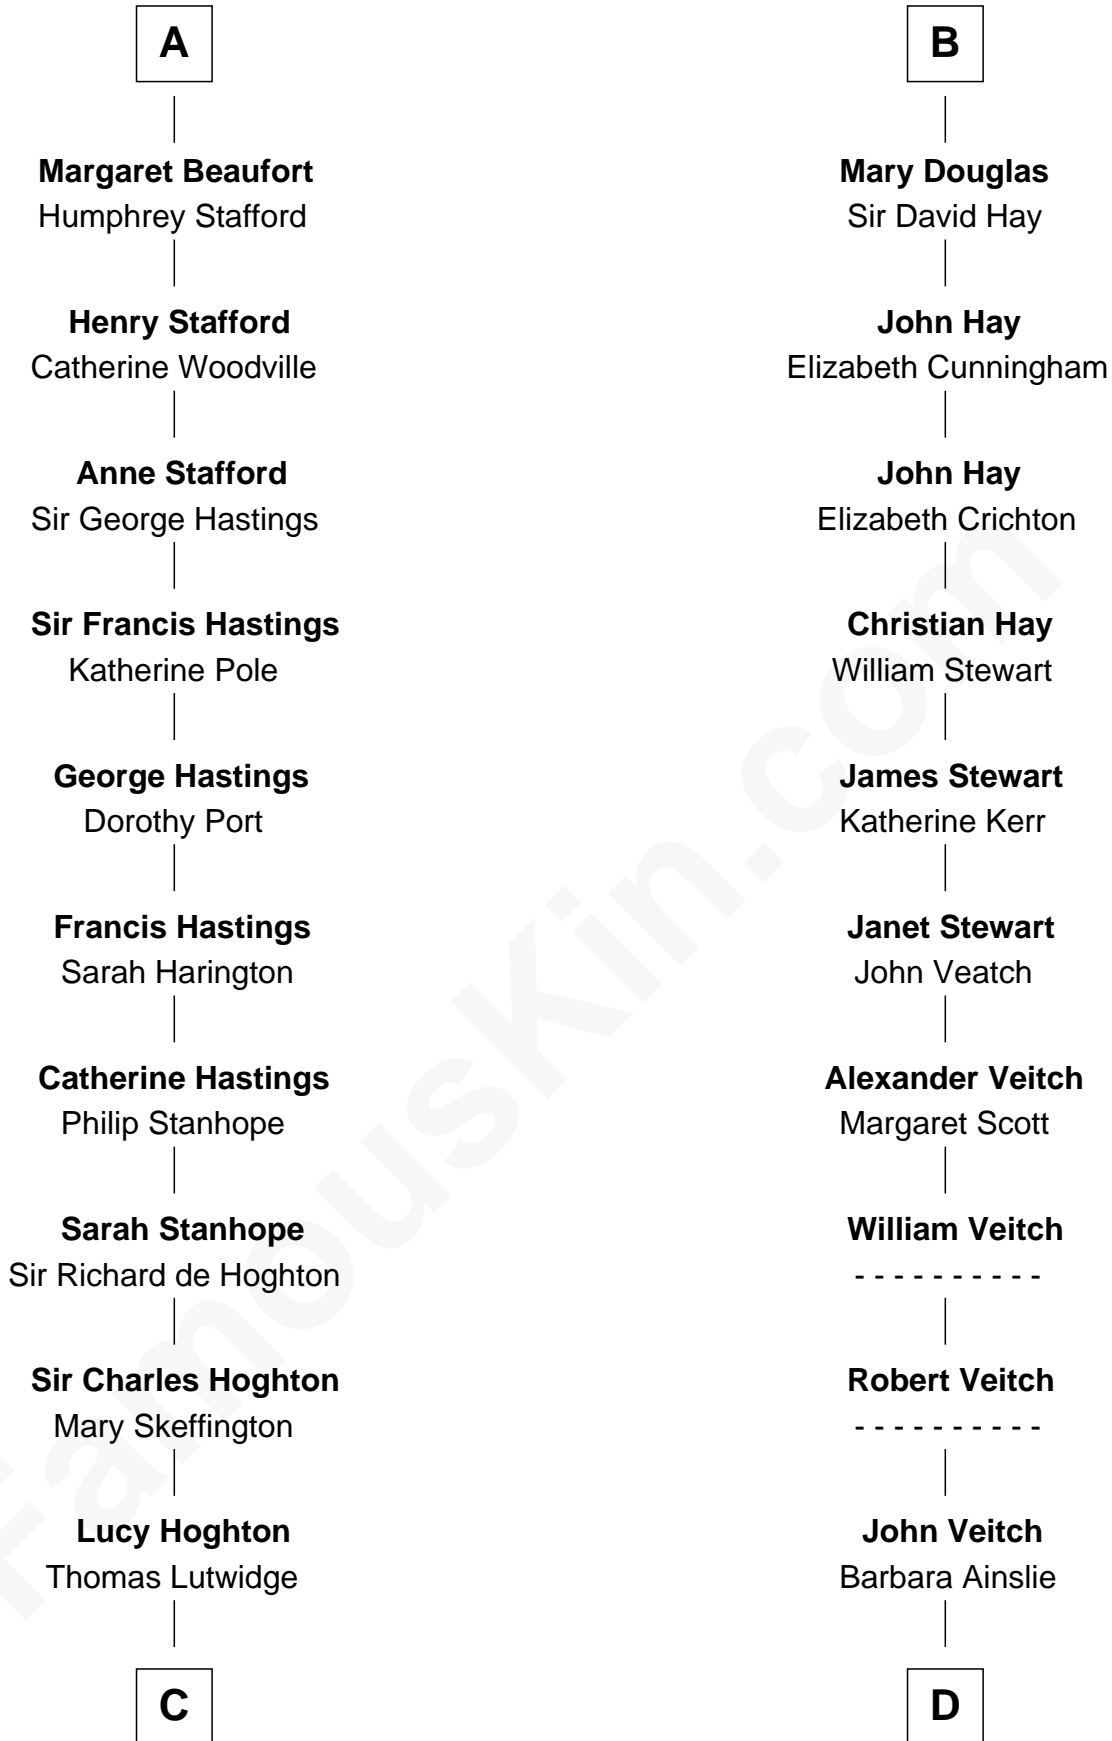 A
Margaret Beaufort
Humphrey Stafford
Henry Stafford
Catherine Woodville
Anne Stafford
Sir George Hastings
Sir Francis Hastings
Katherine Pole
George Hastings
Dorothy Port
Francis Hastings
Sarah Harington
Catherine Hastings
Philip Stanhope
Sarah Stanhope
Sir Richard de Hoghton
Sir Charles Hoghton
Mary Skeffington
Lucy Hoghton
Thomas Lutwidge
C
B
Mary Douglas
Sir David Hay
John Hay
Elizabeth Cunningham
John Hay
Elizabeth Crichton
Christian Hay
William Stewart
James Stewart
Katherine Kerr
Janet Stewart
John Veatch
Alexander Veitch
Margaret Scott
William Veitch
- - - - - - - - - -
Robert Veitch
- - - - - - - - - -
John Veitch
Barbara Ainslie
D
FamousKin.com